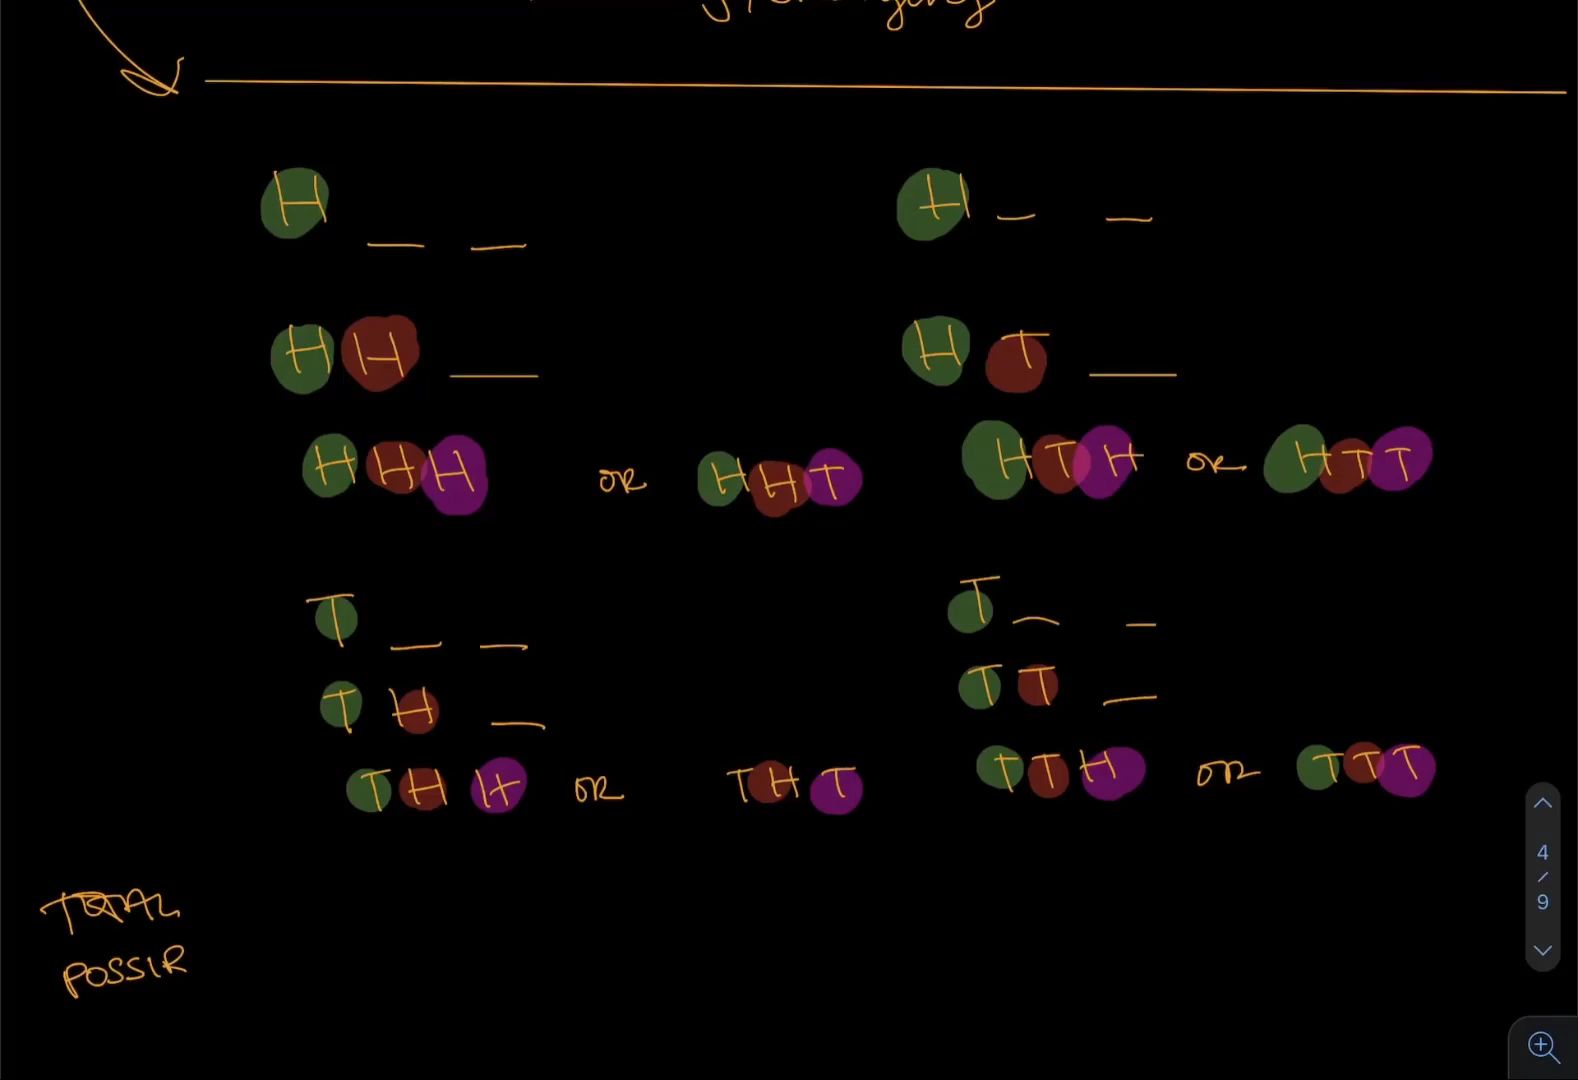 H _ _ H _ _
H H _ H T _
H H H OR H H T H T H OR H T T
T _ _ T _ _
T H _ T T _
T H H OR T H T T T H OR T T T
TOTAL
POSSIB
4
/
9